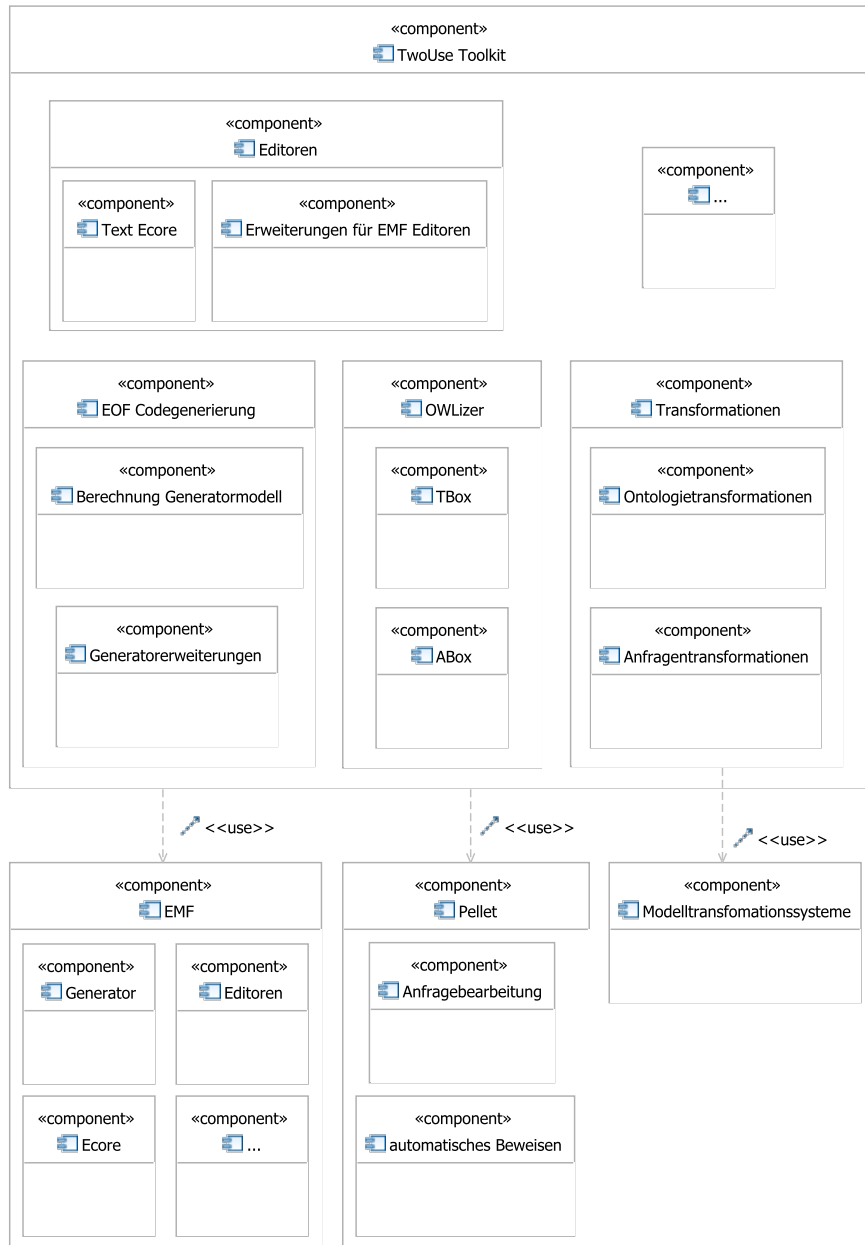 «component»
TwoUse Toolkit
«component»
Editoren
«component»
Text Ecore
«component»
Erweiterungen für EMF Editoren
«component»
...
«component»
EOF Codegenerierung
«component»
Berechnung Generatormodell
«component»
Generatorerweiterungen
«component»
OWLizer
«component»
TBox
«component»
ABox
«component»
Transformationen
«component»
Ontologietransformationen
«component»
Anfragentransformationen
<<use>>
<<use>>
<<use>>
«component»
EMF
«component»
Generator
«component»
Editoren
«component»
Ecore
«component»
...
«component»
Pellet
«component»
Anfragebearbeitung
«component»
automatisches Beweisen
«component»
Modelltransfomationssysteme